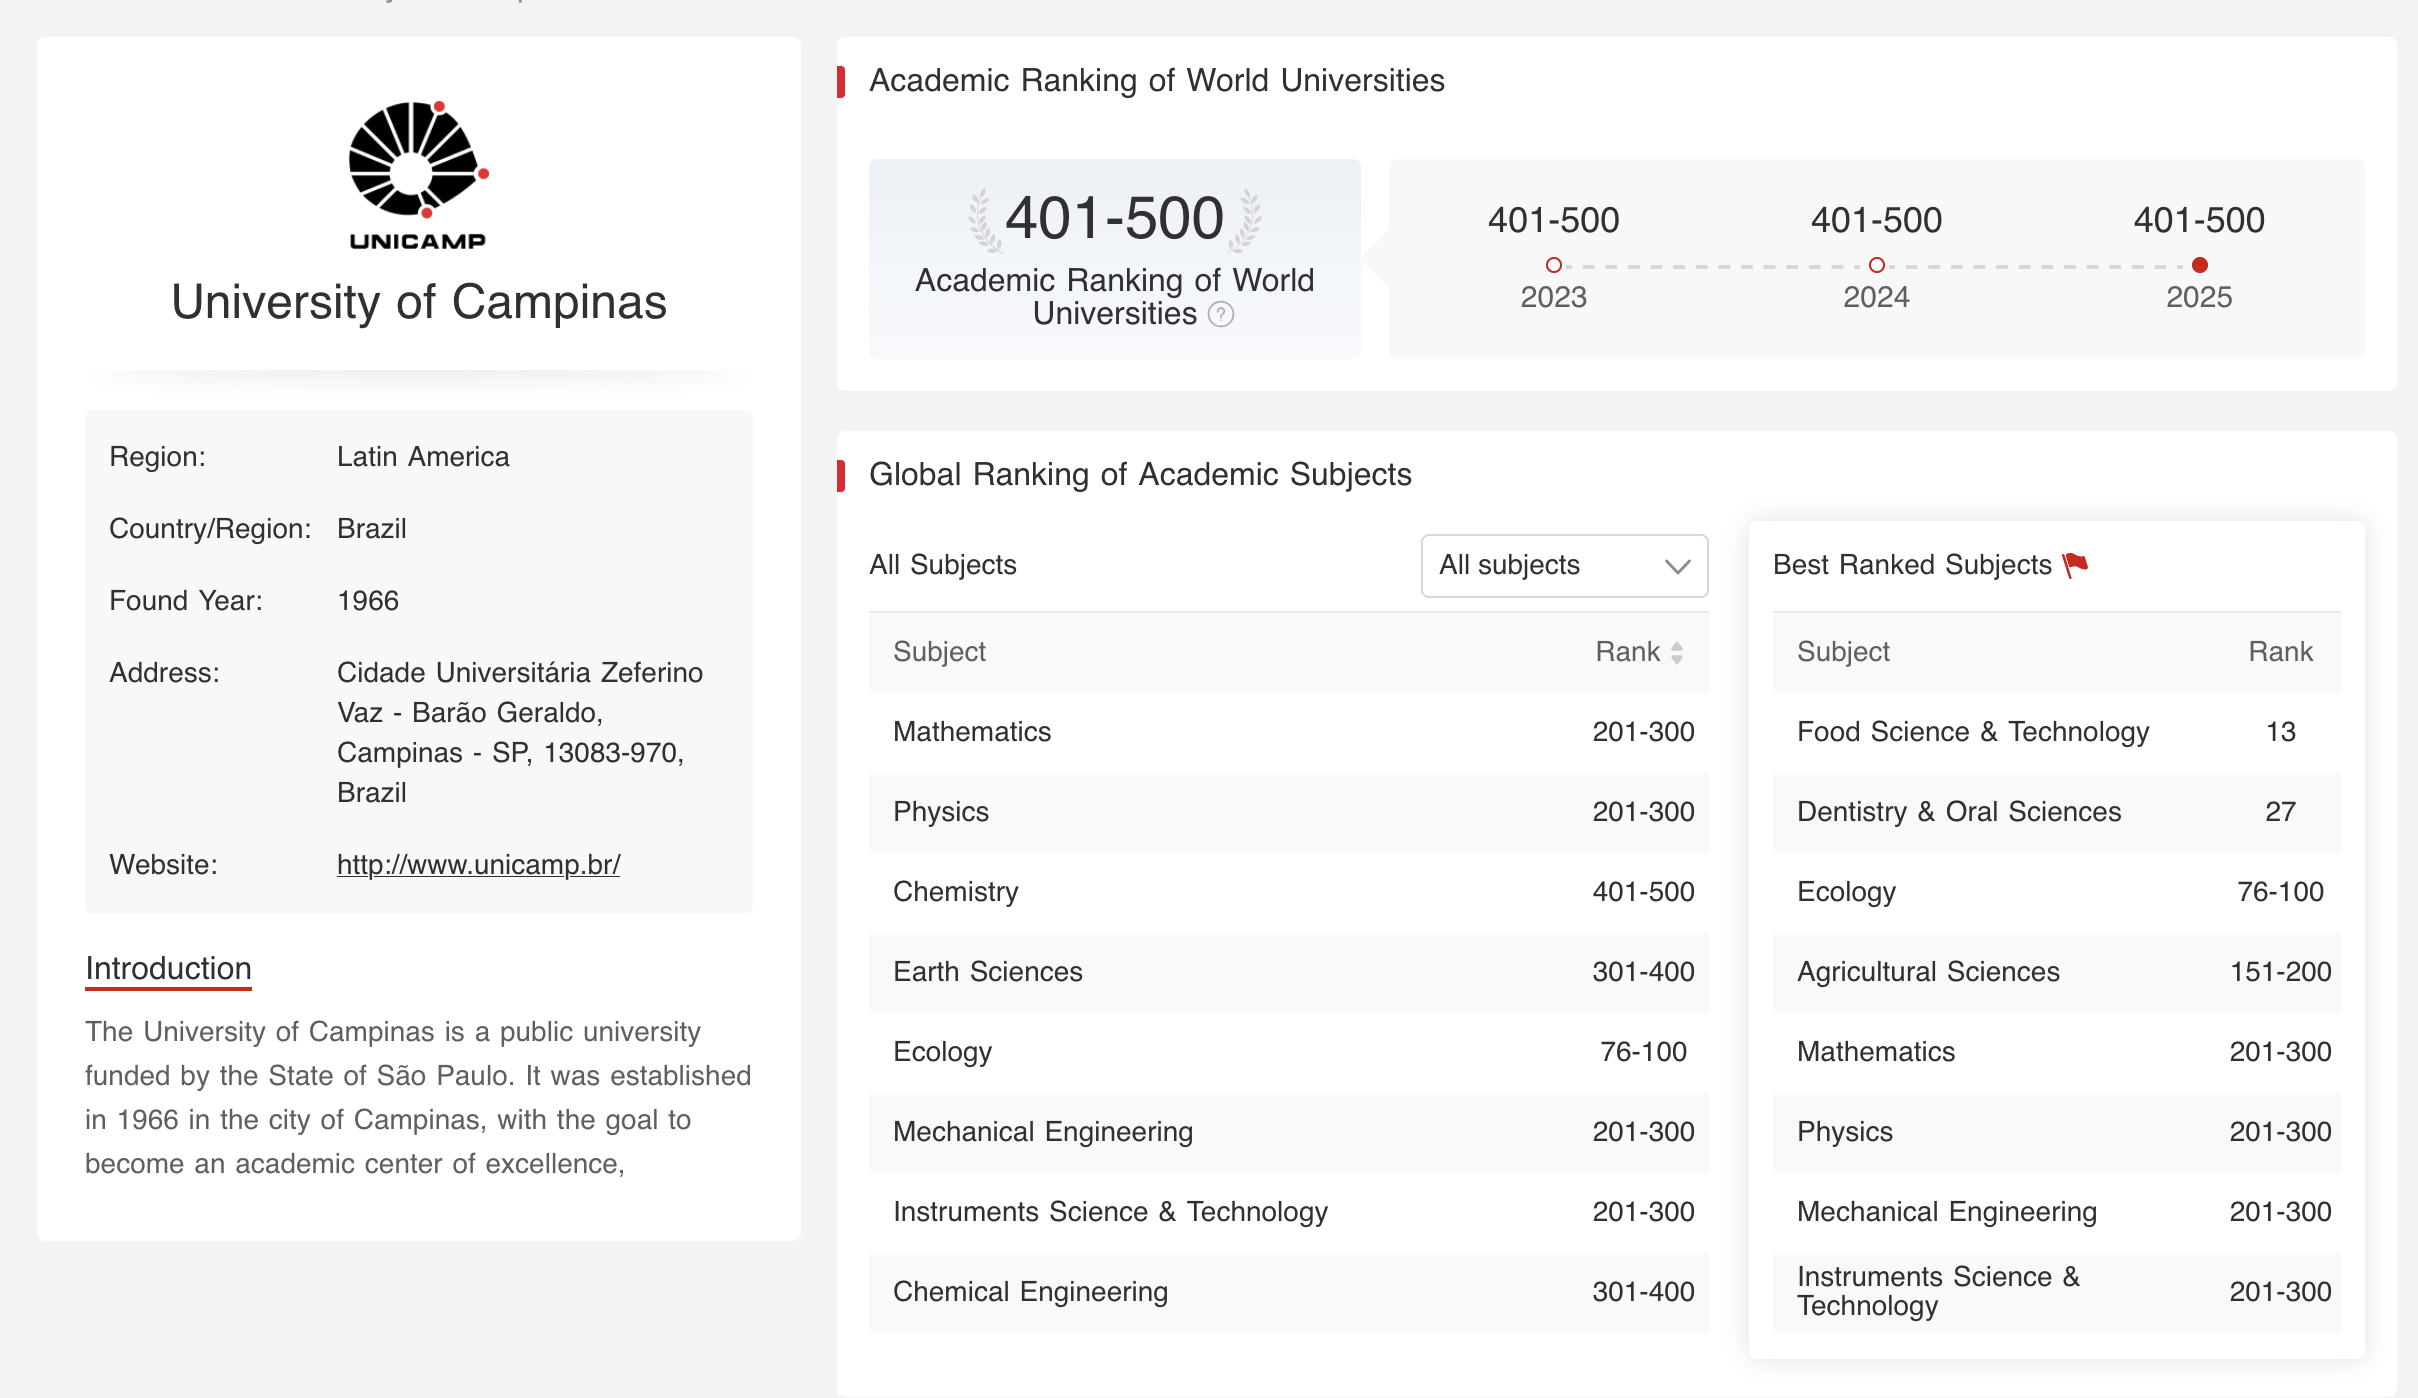 UNICAMP
University of Campinas
Region: Latin America
Country/Region: Brazil
Found Year: 1966
Address: Cidade Universitária Zeferino
Vaz - Barão Geraldo,
Campinas - SP, 13083-970,
Brazil
Website: http://www.unicamp.br/
Introduction
The University of Campinas is a public university
funded by the State of São Paulo. It was established
in 1966 in the city of Campinas, with the goal to
become an academic center of excellence,
Academic Ranking of World Universities
401-500
Academic Ranking of World
Universities ?
401-500 401-500 401-500
2023 2024 2025
Global Ranking of Academic Subjects
All Subjects All subjects
Subject Rank
Mathematics 201-300
Physics 201-300
Chemistry 401-500
Earth Sciences 301-400
Ecology 76-100
Mechanical Engineering 201-300
Instruments Science & Technology 201-300
Chemical Engineering 301-400
Best Ranked Subjects
Subject Rank
Food Science & Technology 13
Dentistry & Oral Sciences 27
Ecology 76-100
Agricultural Sciences 151-200
Mathematics 201-300
Physics 201-300
Mechanical Engineering 201-300
Instruments Science &
Technology 201-300